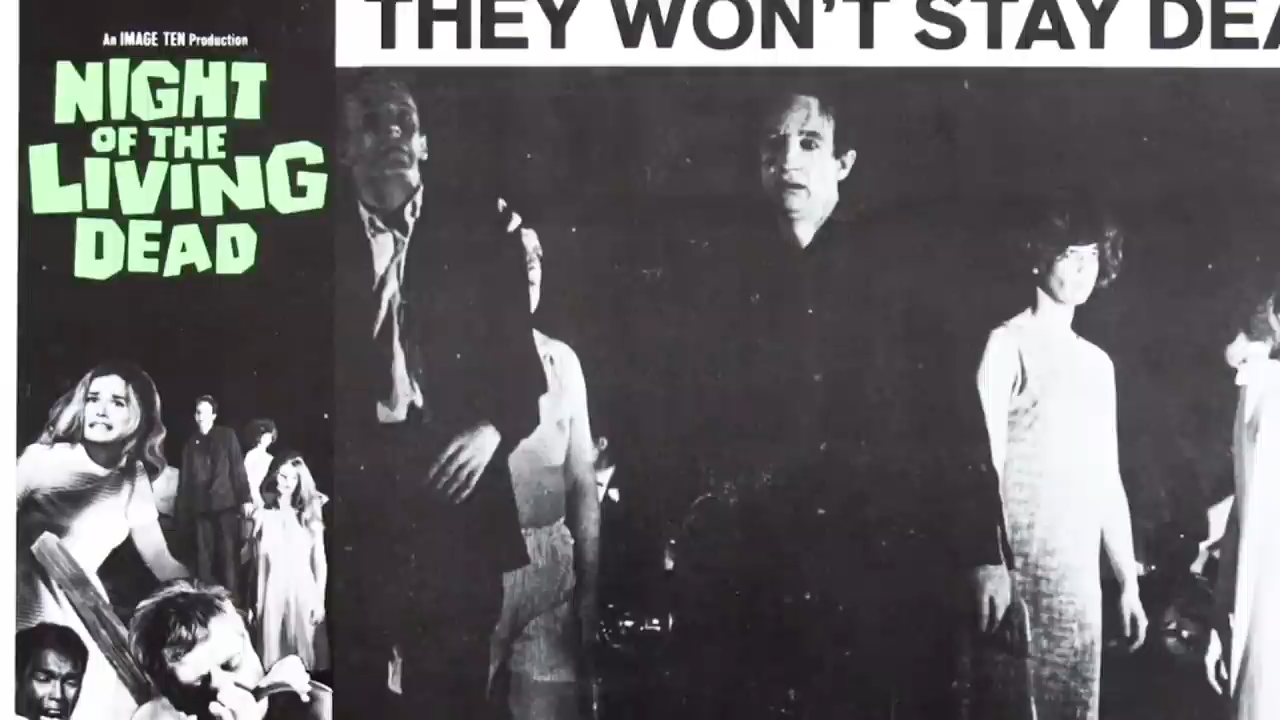 THEY WON'T STAY DEA
An IMAGE TEN Production
NIGHT
OF THE
LIVING
DEAD